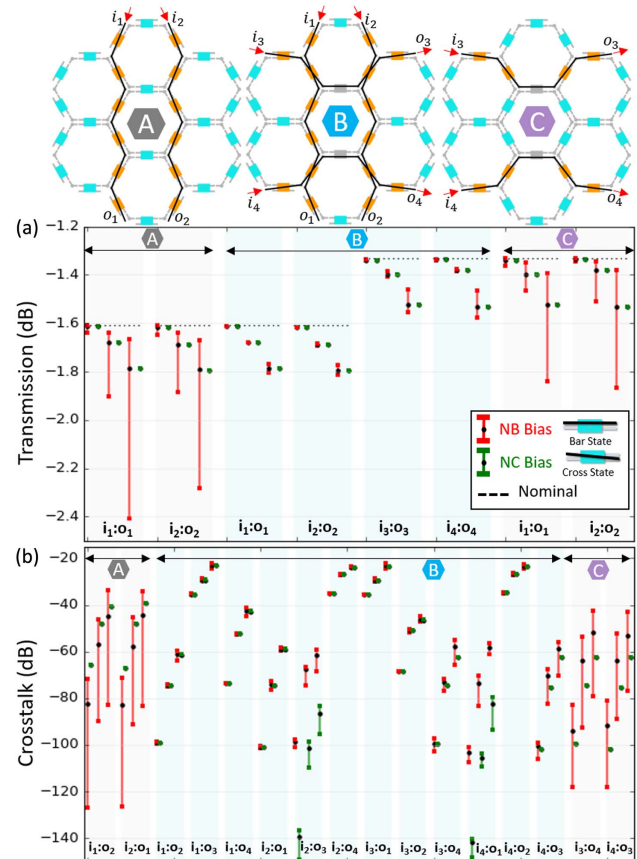 i1 i2 i1 i2
i3 o3 i3 o3
A B C
i4 o4 i4 o4
o1 o2 o1 o2
(a)
A B C
-1.2
-1.4
-1.6
-1.8
-2.0
-2.2
-2.4
Transmission (dB)
NB Bias
Bar State
NC Bias
Cross State
Nominal
i1:o1 i2:o2 i1:o1 i2:o2 i3:o3 i4:o4 i1:o1 i2:o2
(b)
A B C
-20
-40
-60
-80
-100
-120
-140
Crosstalk (dB)
i1:o2 i2:o1 i1:o2 i1:o3 i1:o4 i2:o1 i2:o3 i2:o4 i3:o1 i3:o2 i3:o4 i4:o1 i4:o2 i4:o3 i3:o4 i4:o3